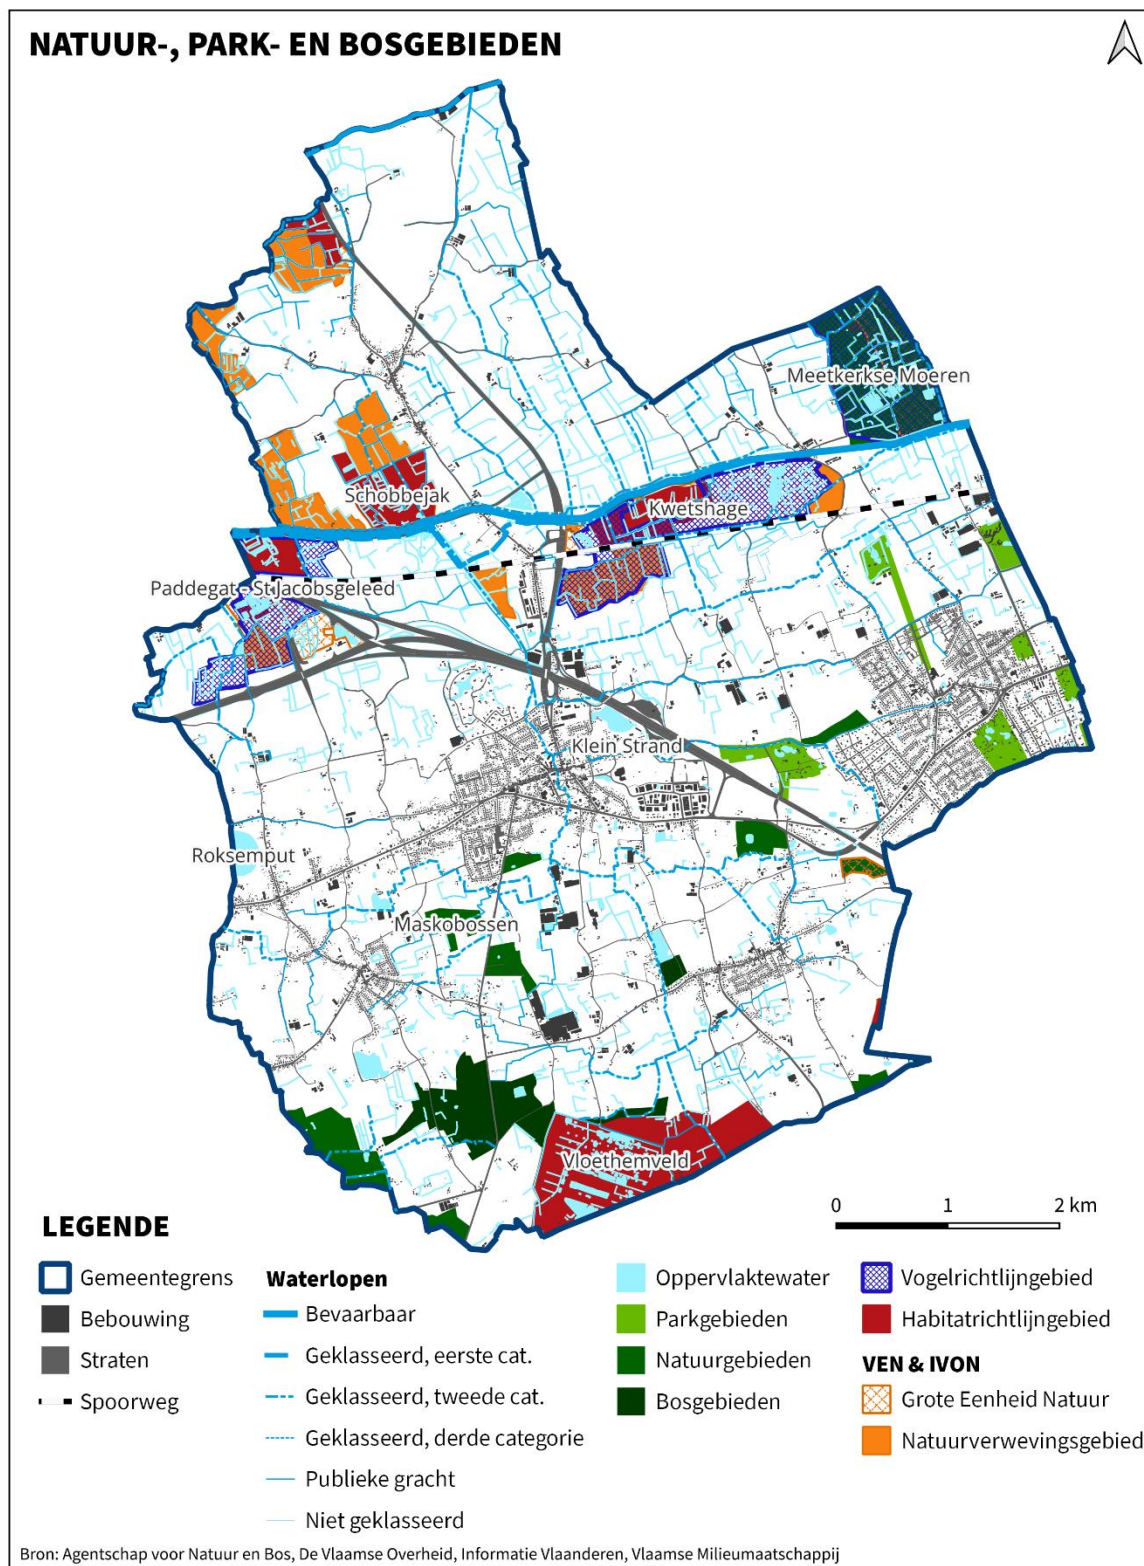 NATUUR-, PARK- EN BOSGEBIEDEN
Meetkerkse Moeren
Schobbejak
Kwetshage
Paddegat - St Jacobsgeleed
Klein Strand
Roksemput
Maskobossen
Vloethemveld
0 1 2 km
LEGENDE
Gemeentegrens
Bebouwing
Straten
Spoorweg
Waterlopen
Bevaarbaar
Geklasseerd, eerste cat.
Geklasseerd, tweede cat.
Geklasseerd, derde categorie
Publieke gracht
Niet geklasseerd
Oppervlaktewater
Parkgebieden
Natuurgebieden
Bosgebieden
Vogelrichtlijngebied
Habitatrichtlijngebied
VEN & IVON
Grote Eenheid Natuur
Natuurverwevingsgebied
Bron: Agentschap voor Natuur en Bos, De Vlaamse Overheid, Informatie Vlaanderen, Vlaamse Milieumaatschappij